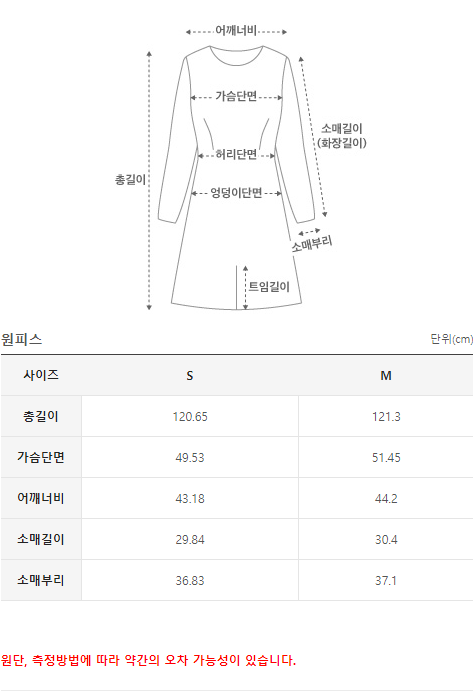 어깨너비
가슴단면
소매길이
(화장길이)
허리단면
총길이
엉덩이단면
소매부리
트임길이
원피스 단위(cm)
사이즈 S M
총길이 120.65 121.3
가슴단면 49.53 51.45
어깨너비 43.18 44.2
소매길이 29.84 30.4
소매부리 36.83 37.1
원단, 측정방법에 따라 약간의 오차 가능성이 있습니다.